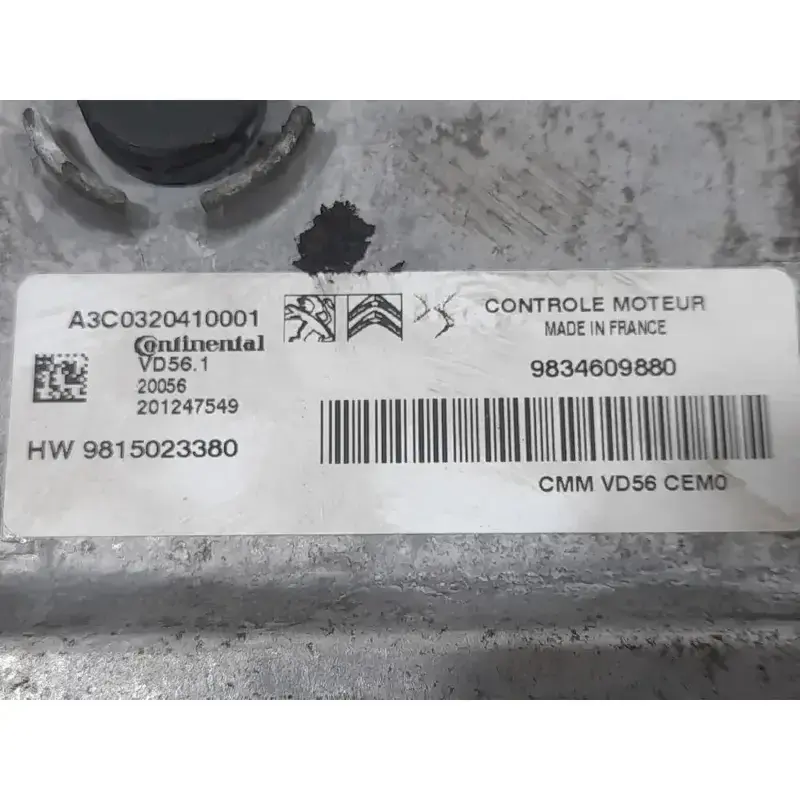 A3C0320410001
Continental
VD56.1
20056
201247549
HW 9815023380
CONTROLE MOTEUR
MADE IN FRANCE
9834609880
CMM VD56 CEM0